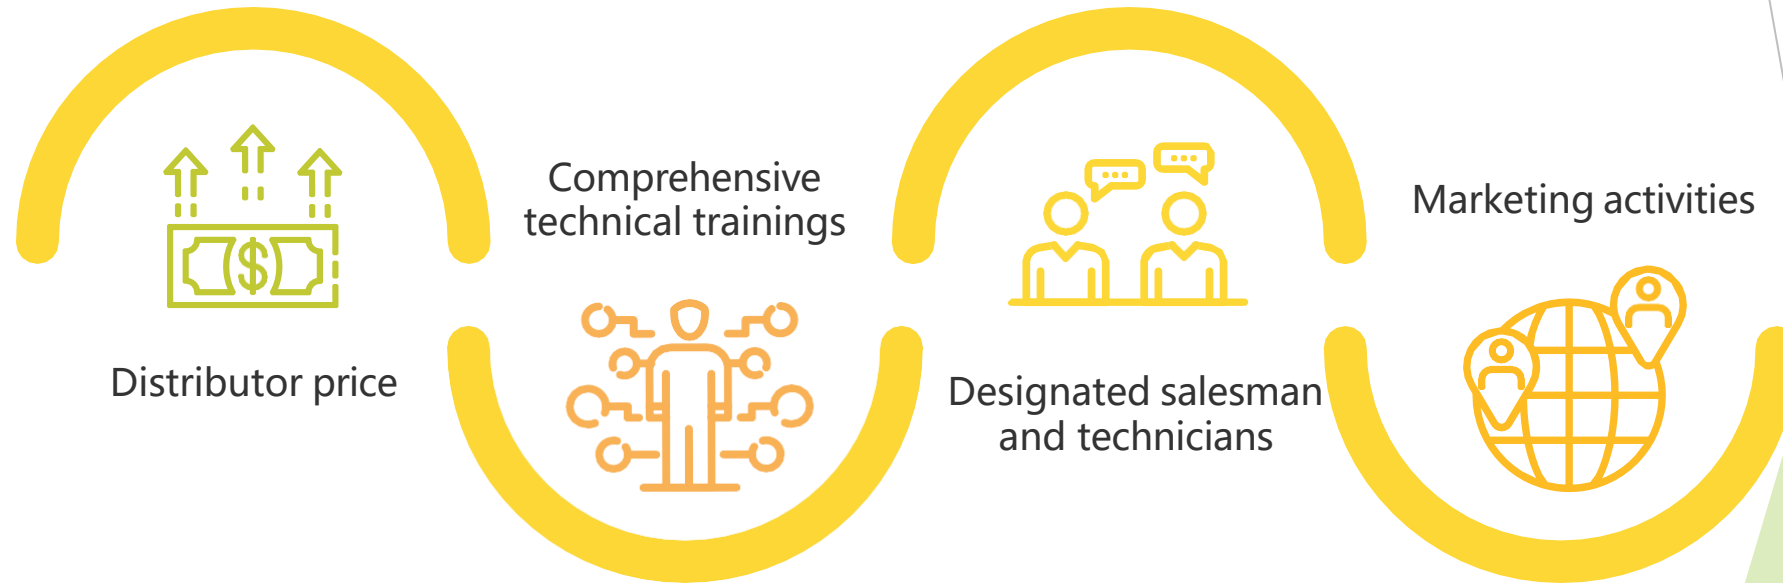 Distributor price
Comprehensive
technical trainings
Designated salesman
and technicians
Marketing activities